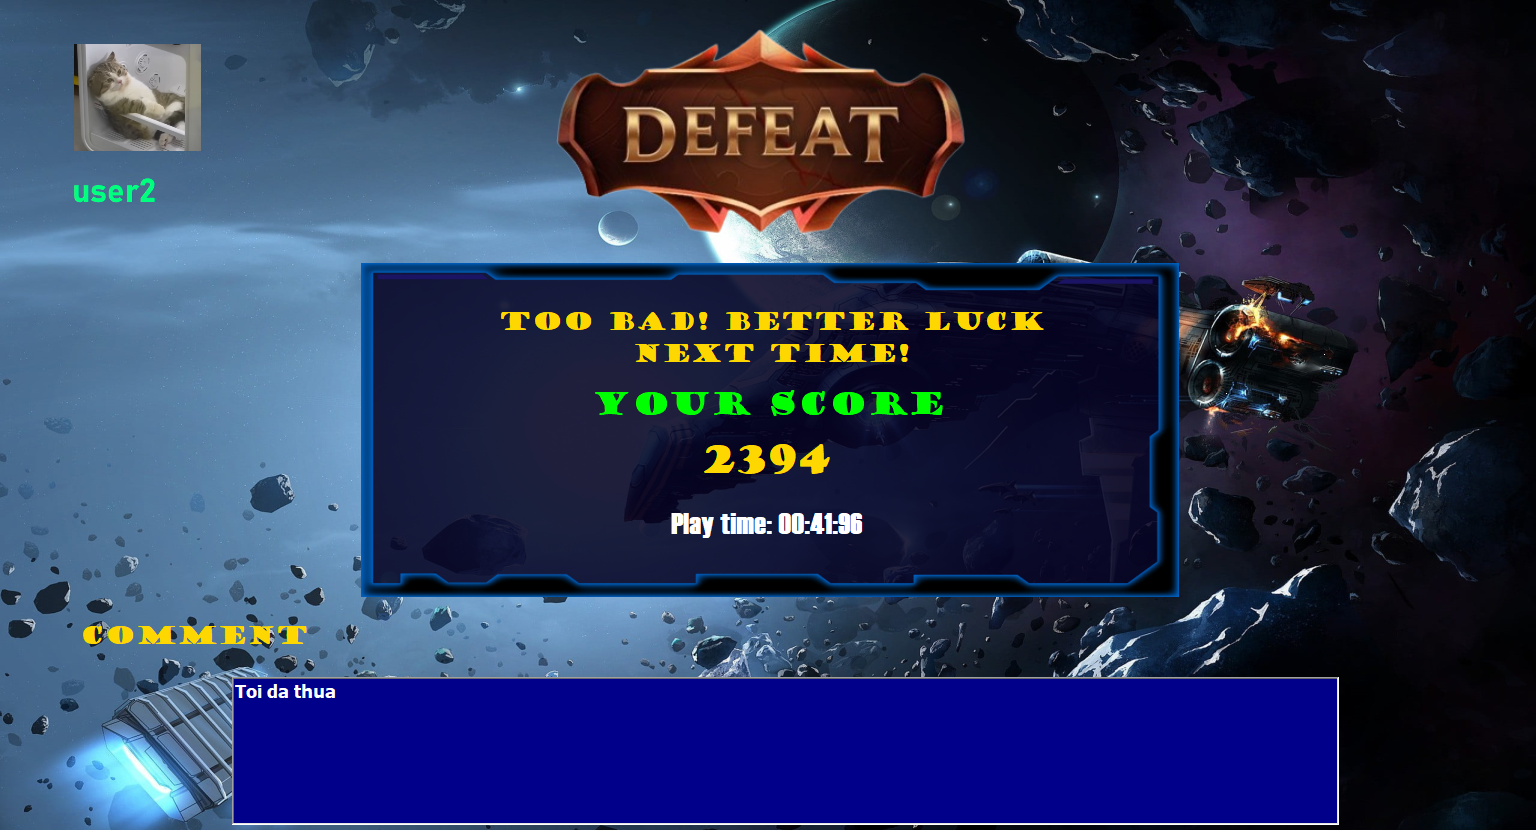 DEFEAT
user2
TOO BAD! BETTER LUCK
NEXT TIME!
YOUR SCORE
2394
Play time: 00:41:96
COMMENT
Toi da thua